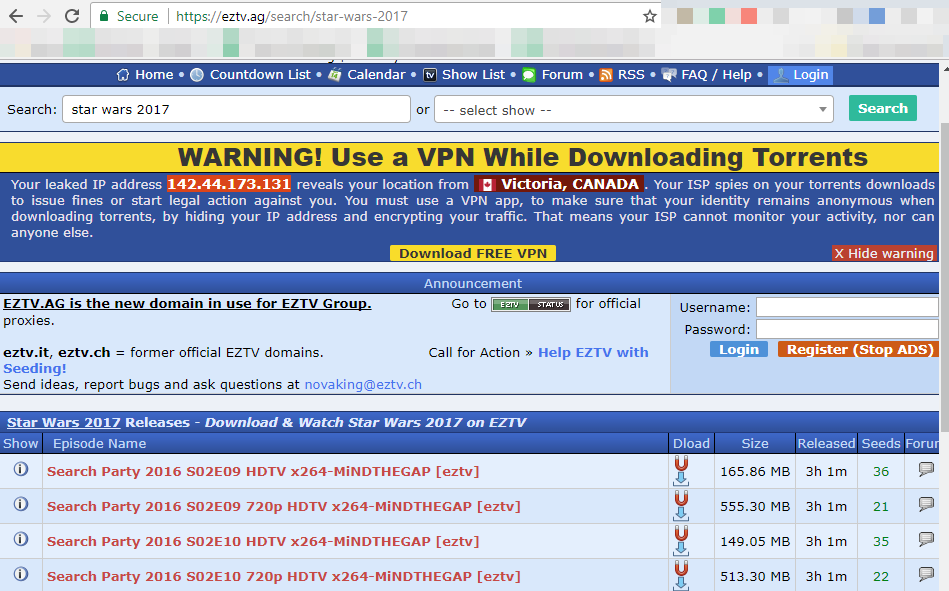 Secure https://eztv.ag/search/star-wars-2017
Home • Countdown List • Calendar • tv Show List • Forum • RSS • FAQ / Help • Login
Search: star wars 2017 or -- select show -- Search
WARNING! Use a VPN While Downloading Torrents
Your leaked IP address 142.44.173.131 reveals your location from Victoria, CANADA . Your ISP spies on your torrents downloads
to issue fines or start legal action against you. You must use a VPN app, to make sure that your identity remains anonymous when
downloading torrents, by hiding your IP address and encrypting your traffic. That means your ISP cannot monitor your activity, nor can
anyone else.
Download FREE VPN X Hide warning
Announcement
EZTV.AG is the new domain in use for EZTV Group. Go to EZTV STATUS for official
proxies.
eztv.it, eztv.ch = former official EZTV domains. Call for Action » Help EZTV with
Seeding!
Send ideas, report bugs and ask questions at novaking@eztv.ch
Username:
Password:
Login Register (Stop ADS)
Star Wars 2017 Releases - Download & Watch Star Wars 2017 on EZTV
Show Episode Name Dload Size Released Seeds Forum
Search Party 2016 S02E09 HDTV x264-MiNDTHEGAP [eztv] 165.86 MB 3h 1m 36
Search Party 2016 S02E09 720p HDTV x264-MiNDTHEGAP [eztv] 555.30 MB 3h 1m 21
Search Party 2016 S02E10 HDTV x264-MiNDTHEGAP [eztv] 149.05 MB 3h 1m 35
Search Party 2016 S02E10 720p HDTV x264-MiNDTHEGAP [eztv] 513.30 MB 3h 1m 22